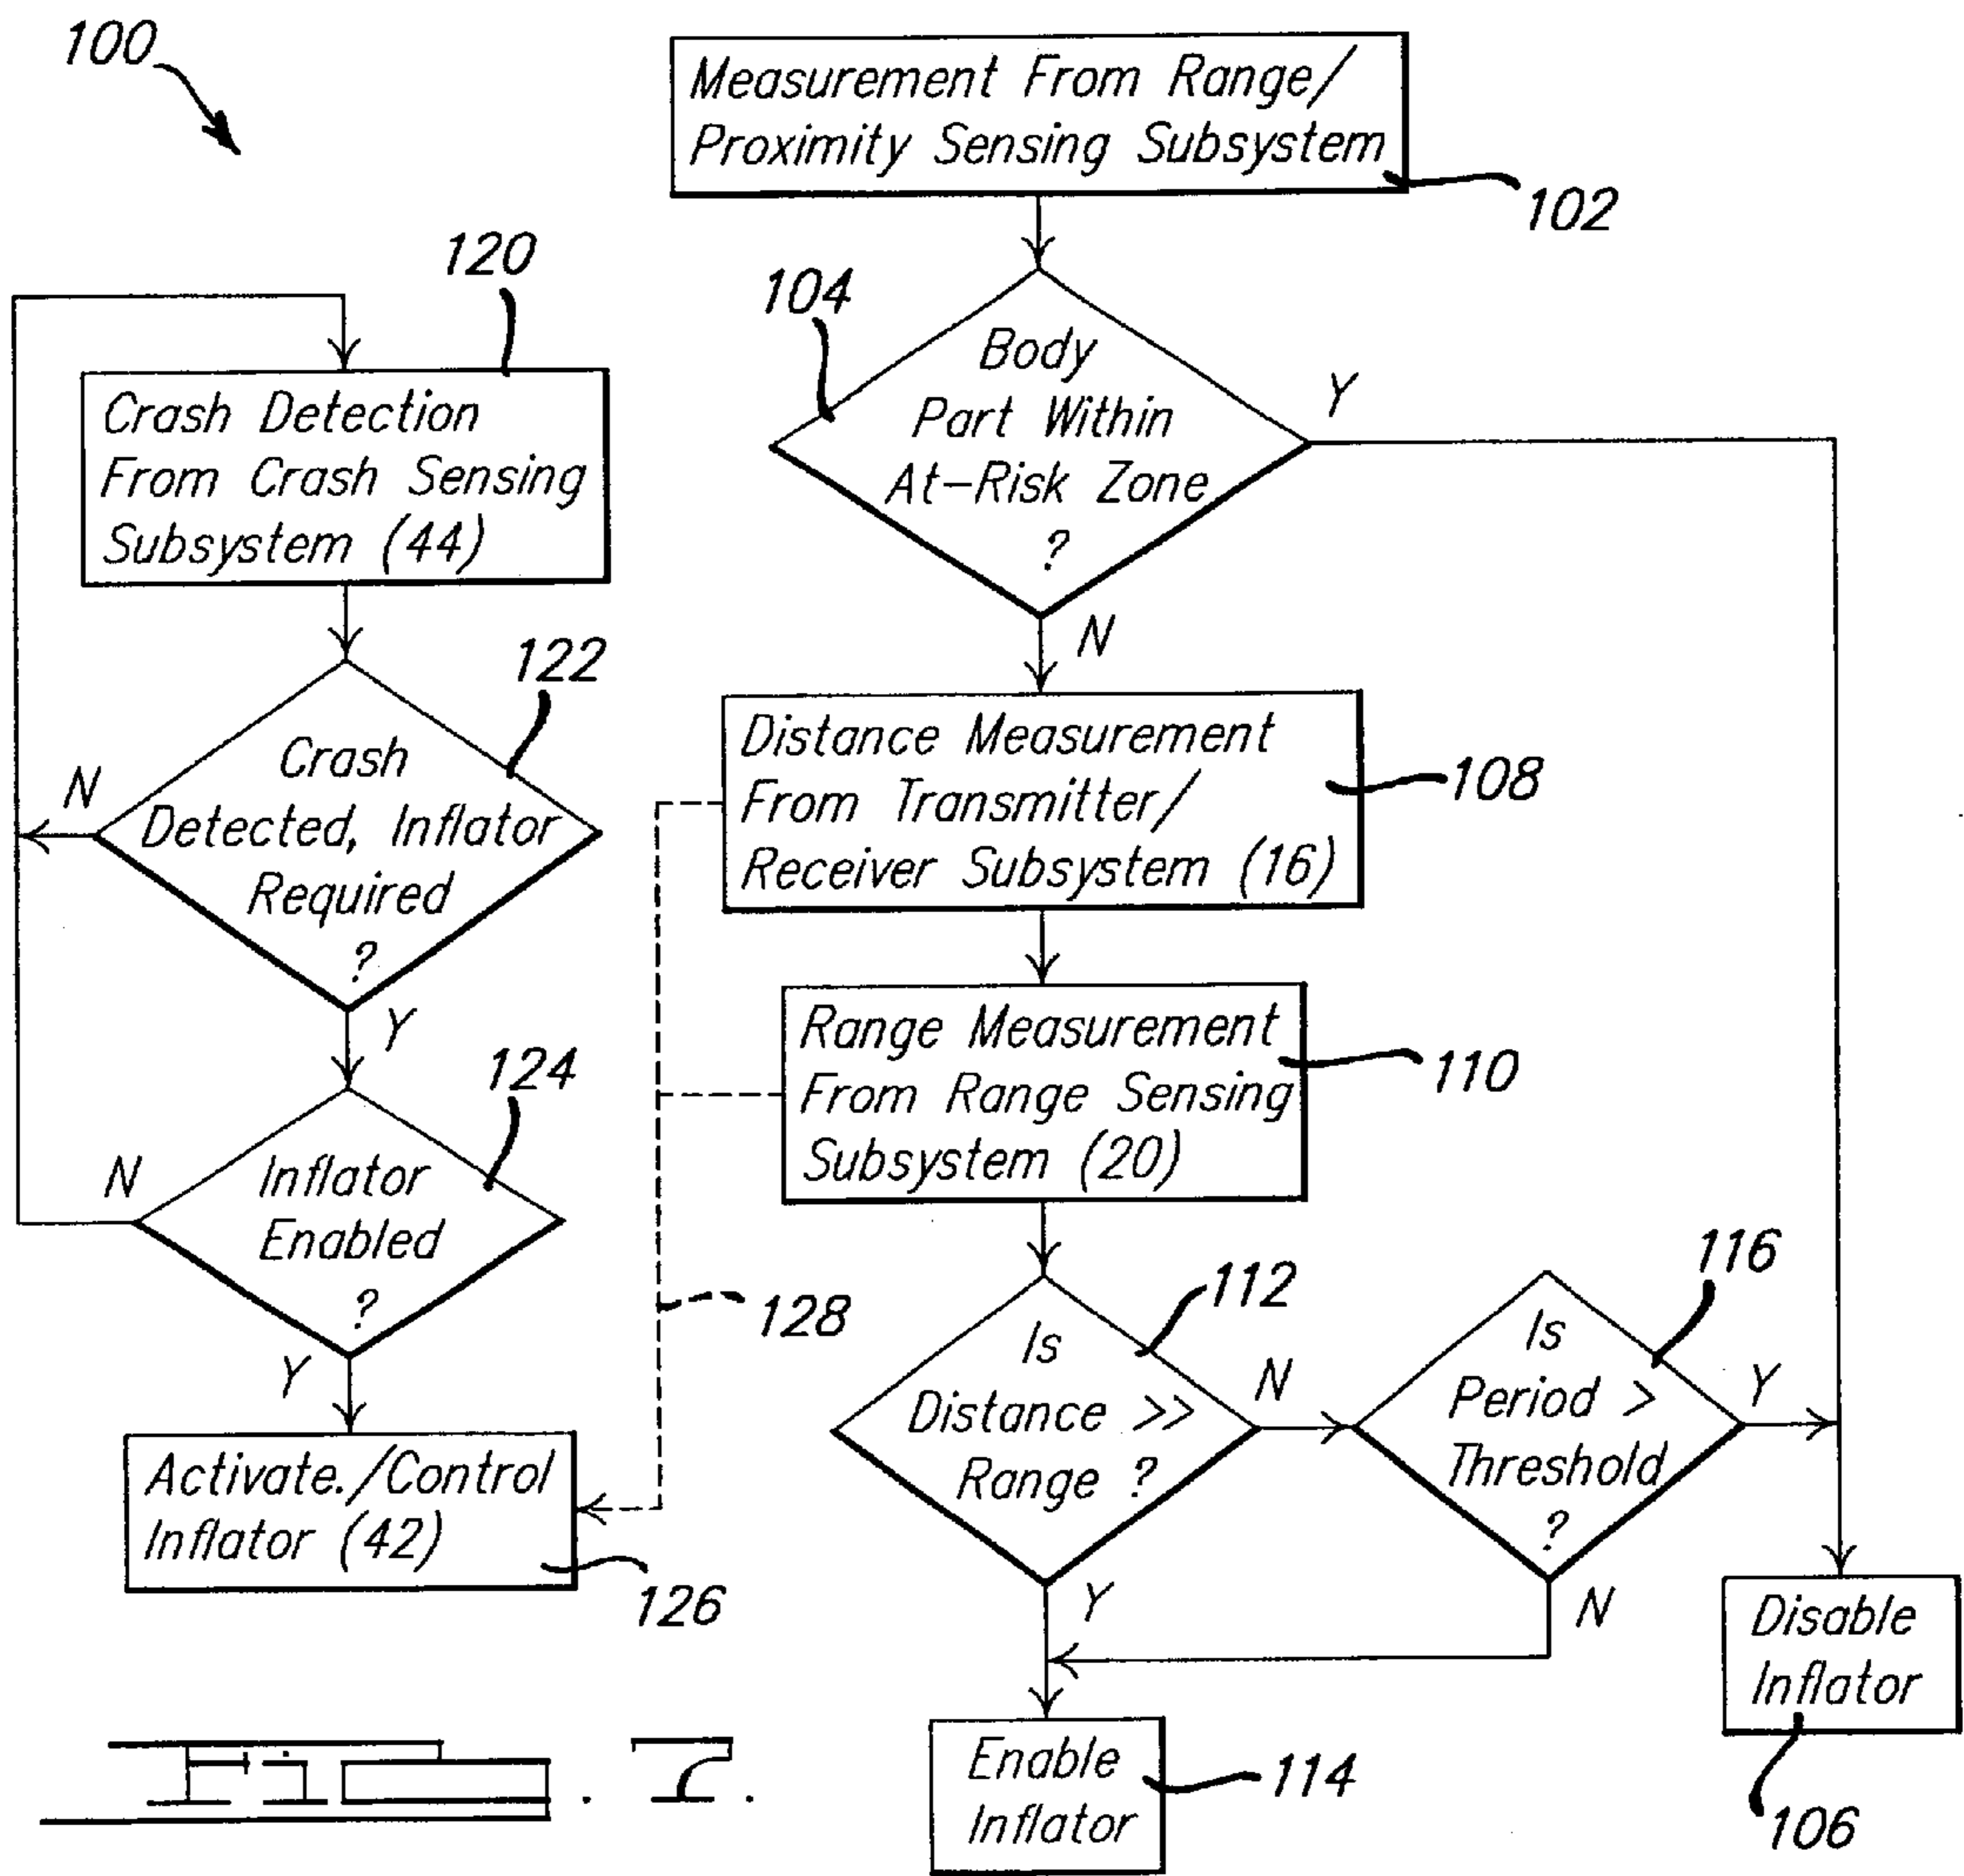 100
Measurement From Range/
Proximity Sensing Subsystem
102
120
Crash Detection
From Crash Sensing
Subsystem (44)
122
Crash
Detected, Inflator
Required
?
N
Y
124
Inflator
Enabled
?
N
Y
Activate./Control
Inflator (42)
126
128
104
Body
Part Within
At-Risk Zone
?
Y
N
Distance Measurement
From Transmitter/
Receiver Subsystem (16)
108
Range Measurement
From Range Sensing
Subsystem (20)
110
112
Is
Distance >>
Range ?
N
Y
116
Is
Period >
Threshold
?
Y
N
Enable
Inflator
114
Disable
Inflator
106
Fig. 7.